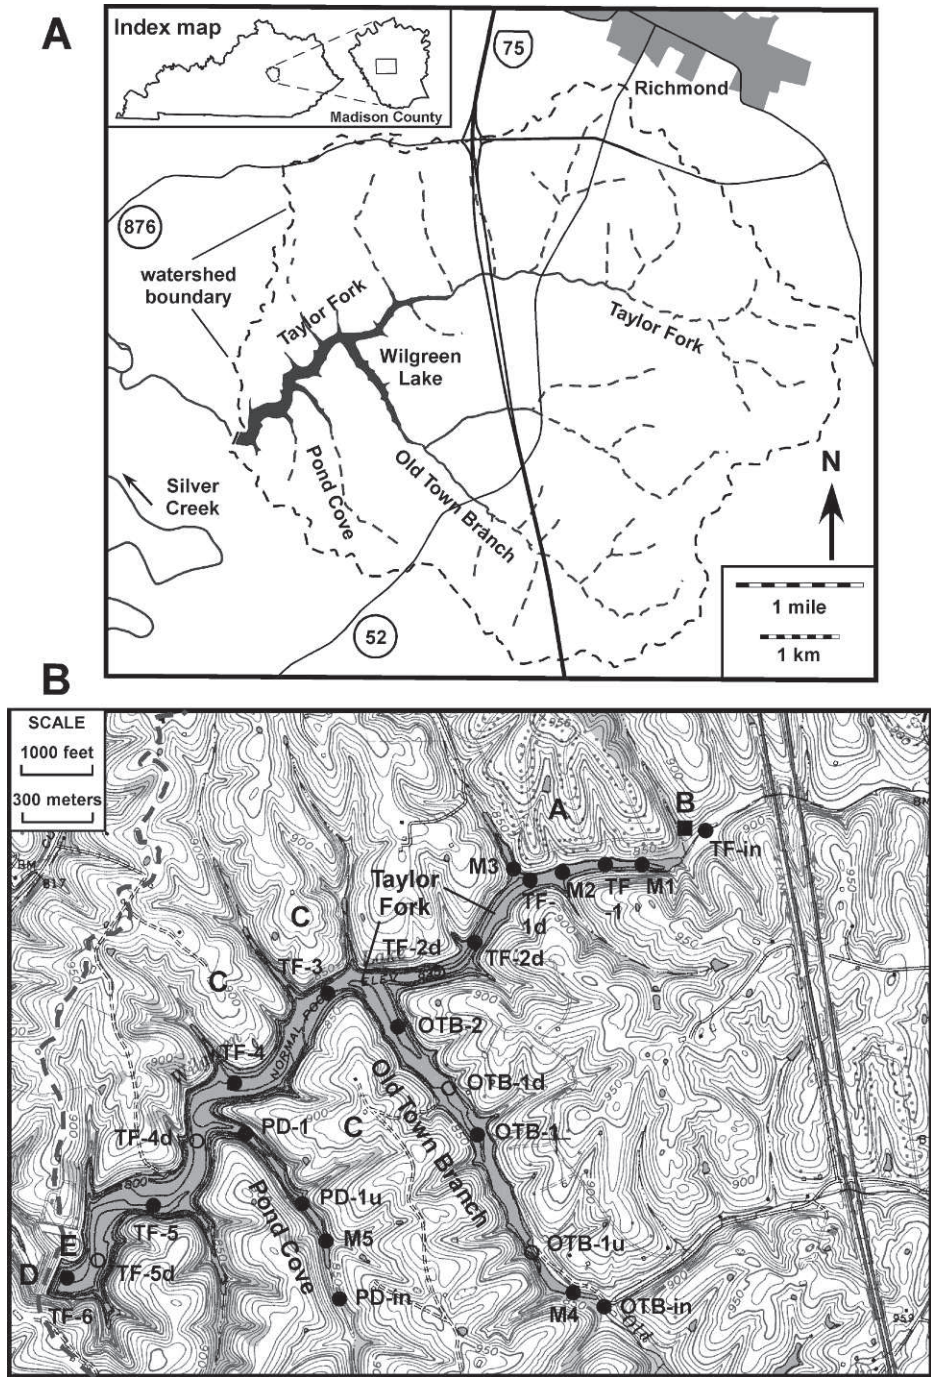 A
Index map
Madison County
75
Richmond
876
watershed
boundary
Taylor Fork
Taylor Fork
Wilgreen
Lake
Pond Cove
Old Town Branch
Silver
Creek
N
52
1 mile
1 km
B
SCALE
1000 feet
300 meters
A
B
TF-in
M3
TF-
1d
M2
TF
-1
M1
Taylor
Fork
C
TF-2d
TF-2d
TF-3
C
NORMAL POOL
OTB-2
TF-4
Old Town Branch
OTB-1d
C
PD-1
OTB-1
TF-4d
PD-1u
Pond Cove
M5
TF-5
OTB-1u
E
D
TF-5d
PD-in
M4
OTB-in
TF-6